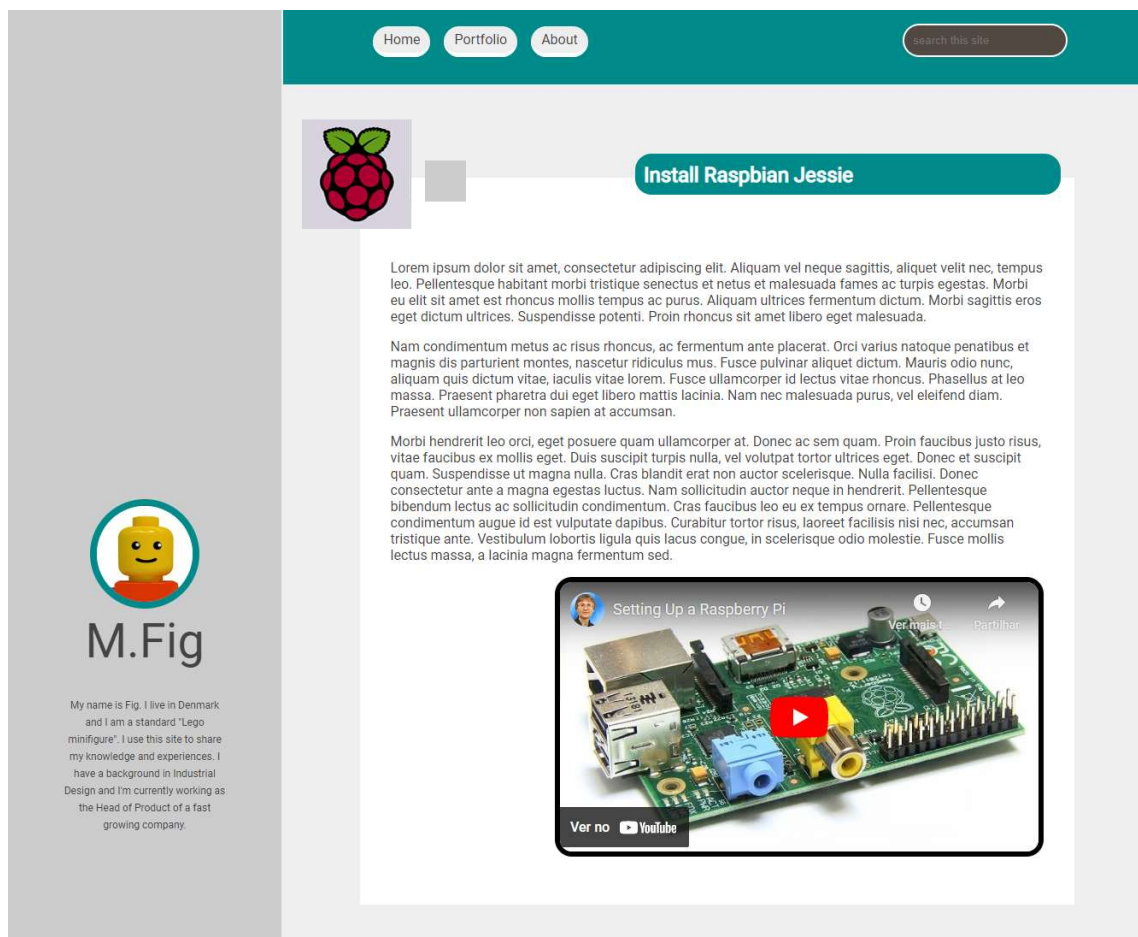 Home Portfolio About
search this site
Install Raspbian Jessie
Lorem ipsum dolor sit amet, consectetur adipiscing elit. Aliquam vel neque sagittis, aliquet velit nec, tempus
leo. Pellentesque habitant morbi tristique senectus et netus et malesuada fames ac turpis egestas. Morbi
eu elit sit amet est rhoncus mollis tempus ac purus. Aliquam ultrices fermentum dictum. Morbi sagittis eros
eget dictum ultrices. Suspendisse potenti. Proin rhoncus sit amet libero eget malesuada.
Nam condimentum metus ac risus rhoncus, ac fermentum ante placerat. Orci varius natoque penatibus et
magnis dis parturient montes, nascetur ridiculus mus. Fusce pulvinar aliquet dictum. Mauris odio nunc,
aliquam quis dictum vitae, iaculis vitae lorem. Fusce ullamcorper id lectus vitae rhoncus. Phasellus at leo
massa. Praesent pharetra dui eget libero mattis lacinia. Nam nec malesuada purus, vel eleifend diam.
Praesent ullamcorper non sapien at accumsan.
Morbi hendrerit leo orci, eget posuere quam ullamcorper at. Donec ac sem quam. Proin faucibus justo risus,
vitae faucibus ex mollis eget. Duis suscipit turpis nulla, vel volutpat tortor ultrices eget. Donec et suscipit
quam. Suspendisse ut magna nulla. Cras blandit erat non auctor scelerisque. Nulla facilisi. Donec
consectetur ante a magna egestas luctus. Nam sollicitudin auctor neque in hendrerit. Pellentesque
bibendum lectus ac sollicitudin condimentum. Cras faucibus leo eu ex tempus ornare. Pellentesque
condimentum augue id est vulputate dapibus. Curabitur tortor risus, laoreet facilisis nisi nec, accumsan
tristique ante. Vestibulum lobortis ligula quis lacus congue, in scelerisque odio molestie. Fusce mollis
lectus massa, a lacinia magna fermentum sed.
Setting Up a Raspberry Pi
Ver mais t
Partilhar
Ver no YouTube
M.Fig
My name is Fig. I live in Denmark
and I am a standard "Lego
minifigure". I use this site to share
my knowledge and experiences. I
have a background in Industrial
Design and I'm currently working as
the Head of Product of a fast
growing company.